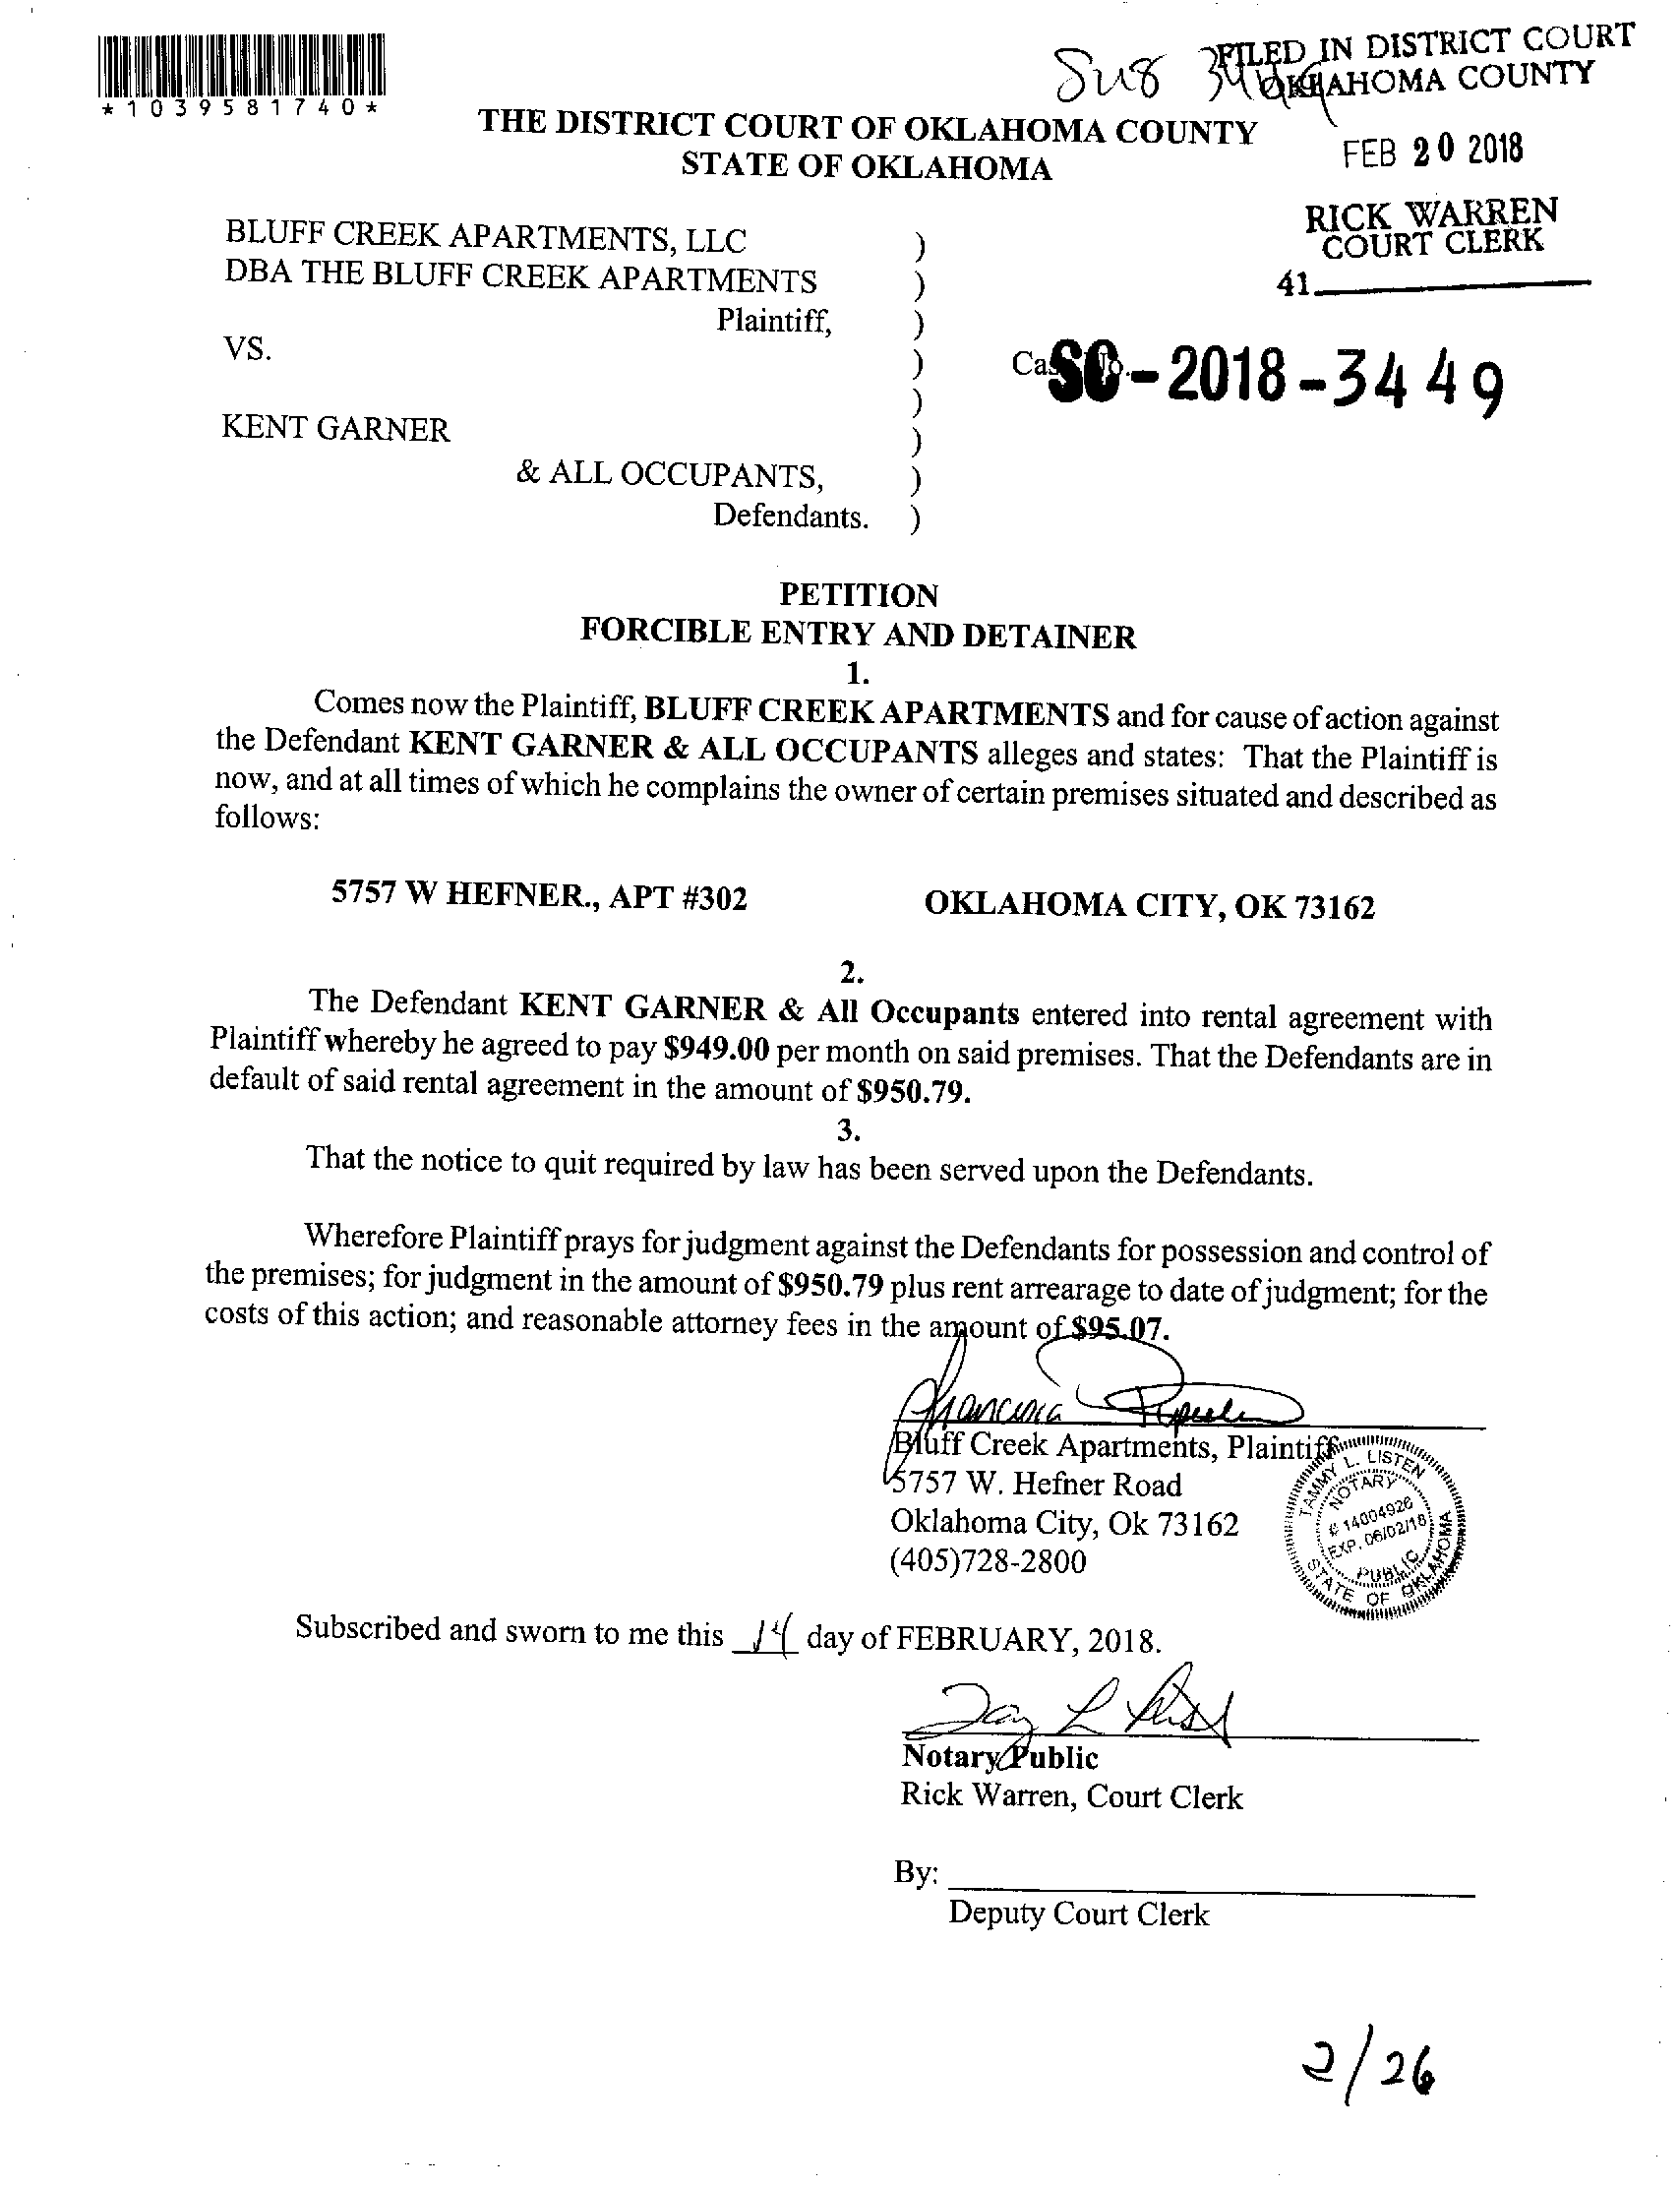 *1039581740*
Sus
FILED IN DISTRICT COURT
OKLAHOMA COUNTY
FEB 20 2018
RICK WARREN
COURT CLERK
41
THE DISTRICT COURT OF OKLAHOMA COUNTY
STATE OF OKLAHOMA
BLUFF CREEK APARTMENTS, LLC )
DBA THE BLUFF CREEK APARTMENTS )
Plaintiff, )
VS. )
Case No. SC-2018-3449
)
KENT GARNER )
& ALL OCCUPANTS, )
Defendants. )
PETITION
FORCIBLE ENTRY AND DETAINER
1.
Comes now the Plaintiff, BLUFF CREEK APARTMENTS and for cause of action against
the Defendant KENT GARNER & ALL OCCUPANTS alleges and states: That the Plaintiff is
now, and at all times of which he complains the owner of certain premises situated and described as
follows:
5757 W HEFNER., APT #302 OKLAHOMA CITY, OK 73162
2.
The Defendant KENT GARNER & All Occupants entered into rental agreement with
Plaintiff whereby he agreed to pay $949.00 per month on said premises. That the Defendants are in
default of said rental agreement in the amount of $950.79.
3.
That the notice to quit required by law has been served upon the Defendants.
Wherefore Plaintiff prays for judgment against the Defendants for possession and control of
the premises; for judgment in the amount of $950.79 plus rent arrearage to date of judgment; for the
costs of this action; and reasonable attorney fees in the amount of $95.07.
Bluff Creek Apartments, Plaintiff
5757 W. Hefner Road
Oklahoma City, Ok 73162
(405)728-2800
TAMMY L. LISTEN
NOTARY
# 14004926
EXP. 06/02/18
PUBLIC
STATE OF OKLAHOMA
Subscribed and sworn to me this 14 day of FEBRUARY, 2018.
Notary Public
Rick Warren, Court Clerk
By:
Deputy Court Clerk
2/26